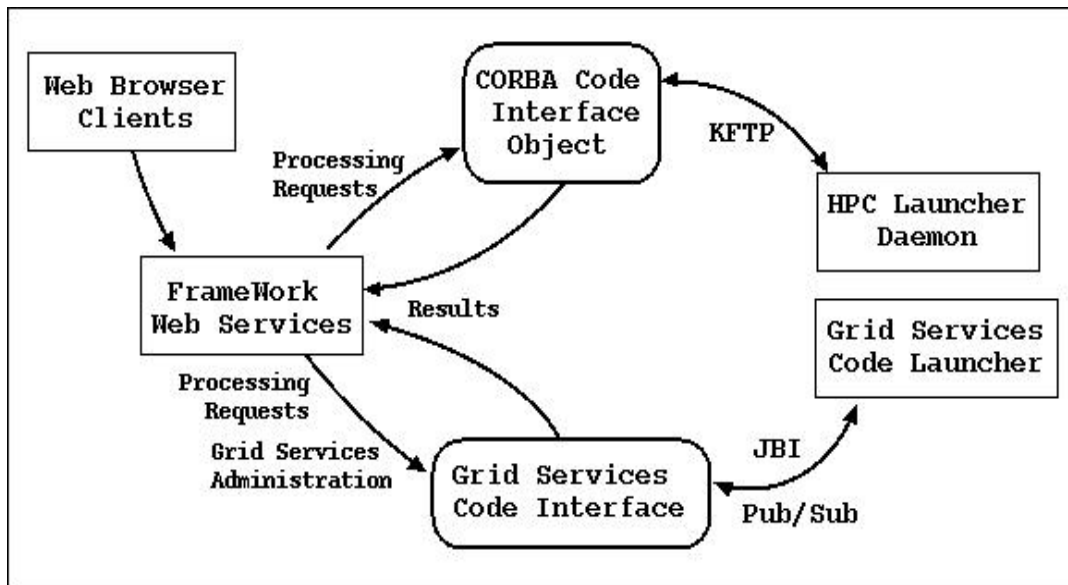 Web Browser
Clients
CORBA Code
Interface
Object
KFTP
Processing
Requests
HPC Launcher
Daemon
FrameWork
Web Services
Results
Grid Services
Code Launcher
Processing
Requests
Grid Services
Administration
JBI
Grid Services
Code Interface
Pub/Sub